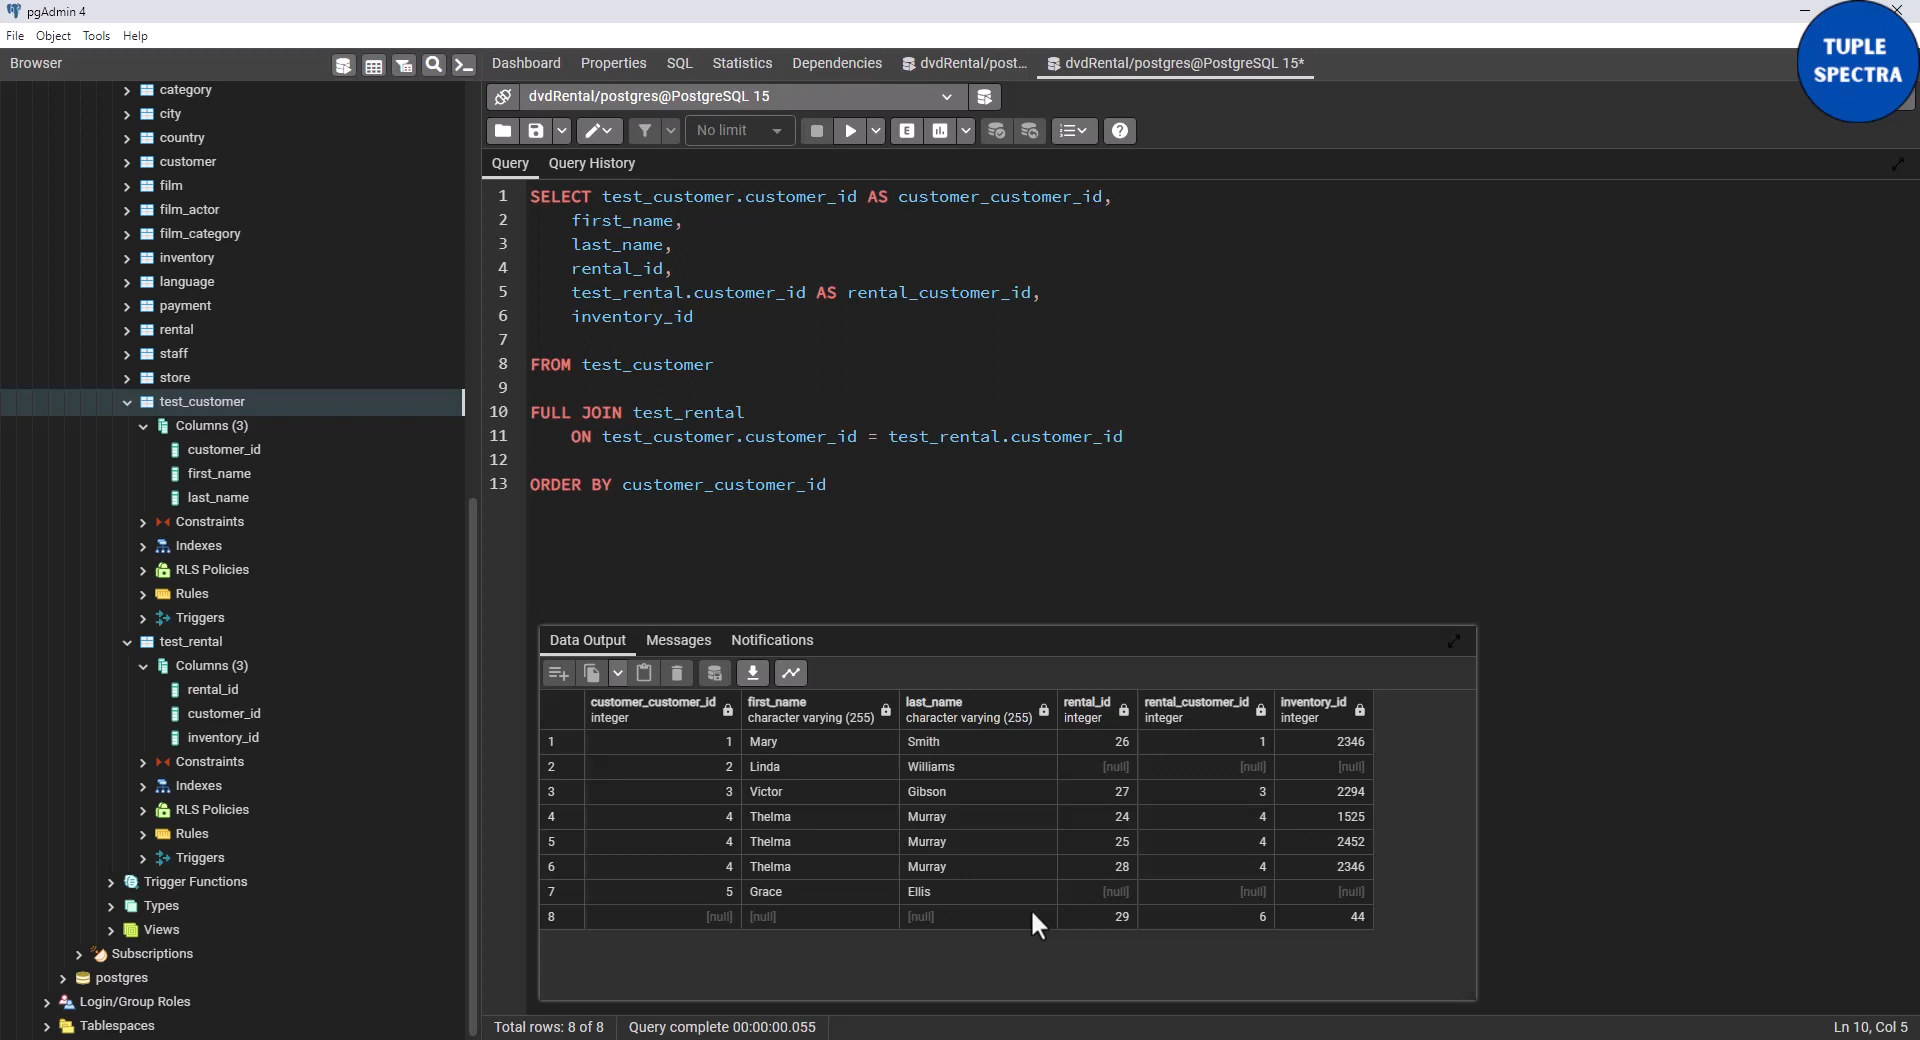 pgAdmin 4
File Object Tools Help
TUPLE
SPECTRA
Browser
Dashboard Properties SQL Statistics Dependencies dvdRental/post... dvdRental/postgres@PostgreSQL 15*
dvdRental/postgres@PostgreSQL 15
No limit E
Query Query History
category
city
country
customer
film
film_actor
film_category
inventory
language
payment
rental
staff
store
test_customer
Columns (3)
customer_id
first_name
last_name
Constraints
Indexes
RLS Policies
Rules
Triggers
test_rental
Columns (3)
rental_id
customer_id
inventory_id
Constraints
Indexes
RLS Policies
Rules
Triggers
Trigger Functions
Types
Views
Subscriptions
postgres
Login/Group Roles
Tablespaces
1 SELECT test_customer.customer_id AS customer_customer_id,
2 first_name,
3 last_name,
4 rental_id,
5 test_rental.customer_id AS rental_customer_id,
6 inventory_id
7
8 FROM test_customer
9
10 FULL JOIN test_rental
11 ON test_customer.customer_id = test_rental.customer_id
12
13 ORDER BY customer_customer_id
Data Output Messages Notifications
customer_customer_id first_name last_name rental_id rental_customer_id inventory_id
integer character varying (255) character varying (255) integer integer integer
1 1 Mary Smith 26 1 2346
2 2 Linda Williams [null] [null] [null]
3 3 Victor Gibson 27 3 2294
4 4 Thelma Murray 24 4 1525
5 4 Thelma Murray 25 4 2452
6 4 Thelma Murray 28 4 2346
7 5 Grace Ellis [null] [null] [null]
8 [null] [null] [null] 29 6 44
Total rows: 8 of 8 Query complete 00:00:00.055 Ln 10, Col 5